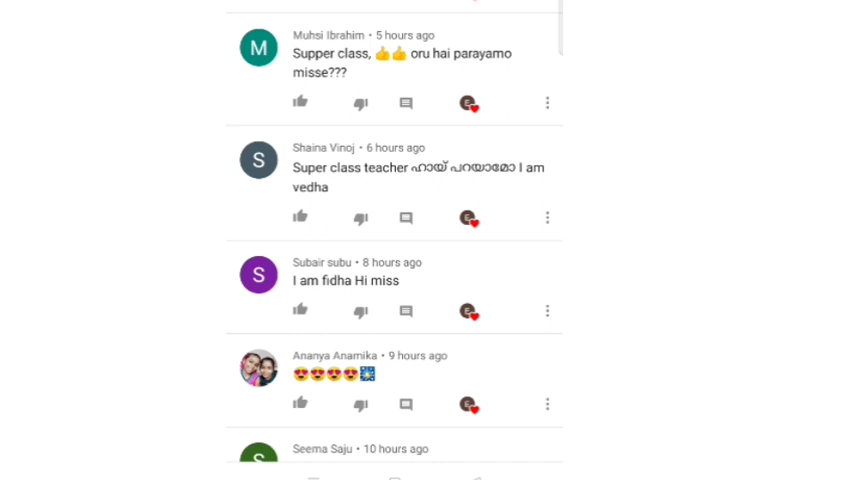 Muhsi Ibrahim • 5 hours ago
Supper class, 👍👍 oru hai parayamo
misse???
Shaina Vinoj • 6 hours ago
Super class teacher ഹായ് പറയാമോ I am
vedha
Subair subu • 8 hours ago
I am fidha Hi miss
Ananya Anamika • 9 hours ago
😍😍😍😍🎆
Seema Saju • 10 hours ago